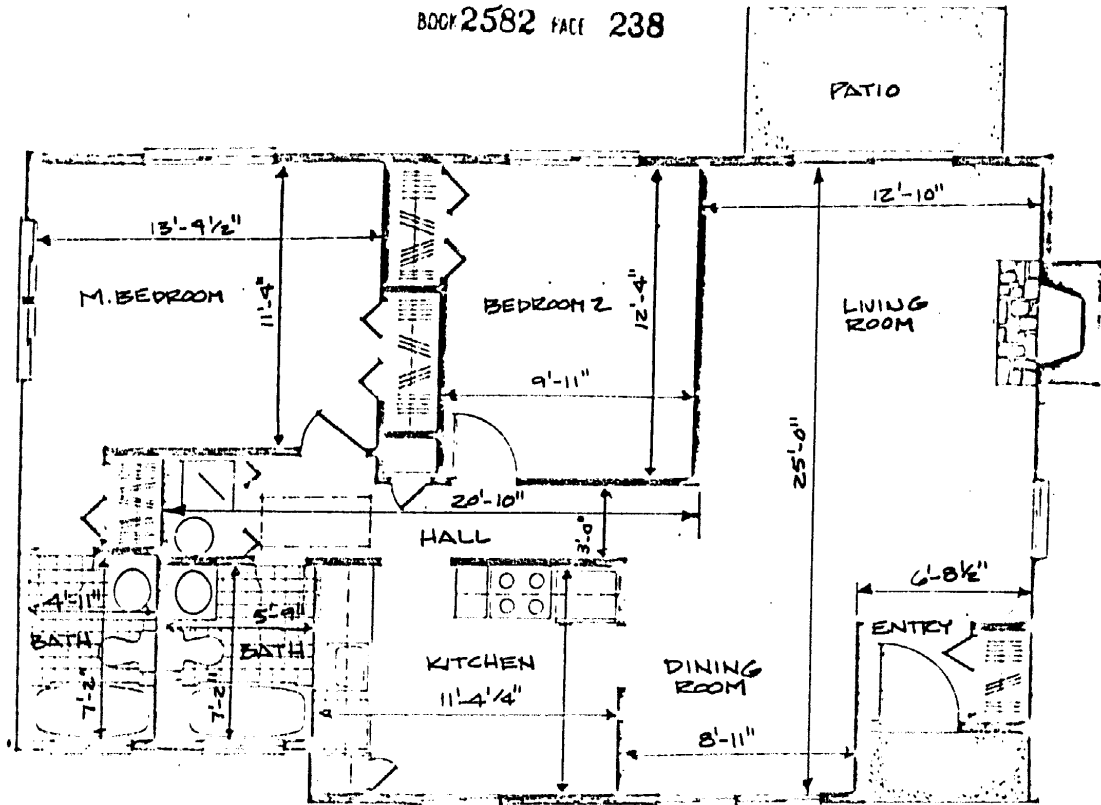 BOOK 2582 PAGE 238
PATIO
12'-10"
13'-4½"
M. BEDROOM
11'-4"
BEDROOM 2
12'-4"
LIVING
ROOM
9'-11"
25'-0"
20'-10"
HALL
3'-0"
6'-8½"
4'-11"
5'-9"
ENTRY
BATH
BATH
KITCHEN
DINING
ROOM
7'-2"
7'-2"
11'-4¼"
8'-11"